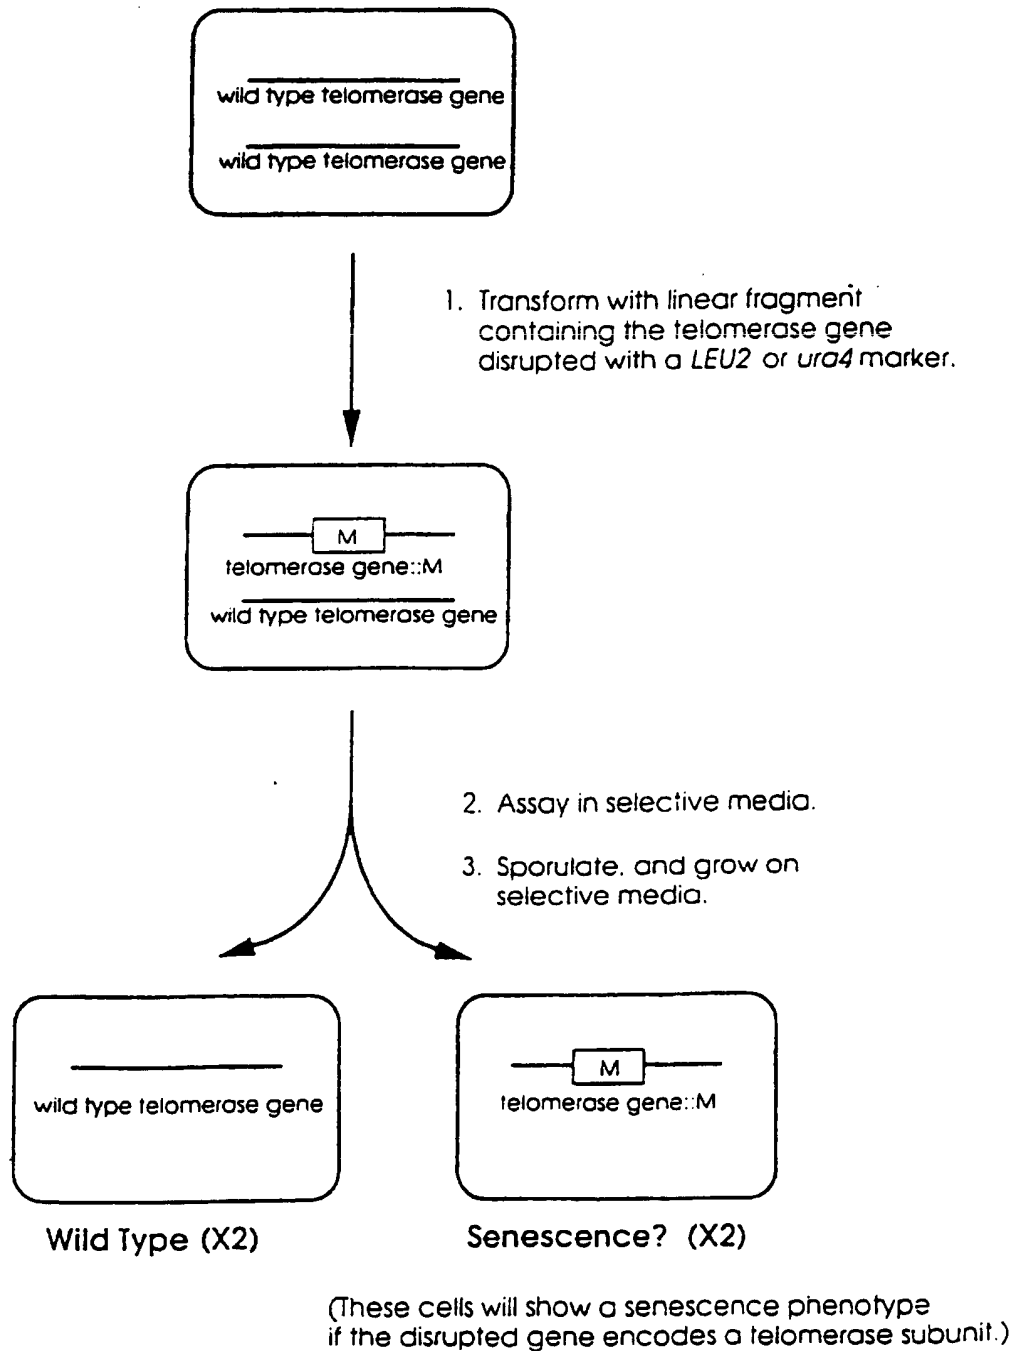 wild type telomerase gene
wild type telomerase gene
1. Transform with linear fragment
containing the telomerase gene
disrupted with a LEU2 or ura4 marker.
M
telomerase gene::M
wild type telomerase gene
2. Assay in selective media.
3. Sporulate. and grow on
selective media.
wild type telomerase gene
M
telomerase gene::M
Wild Type (X2)
Senescence? (X2)
(These cells will show a senescence phenotype
if the disrupted gene encodes a telomerase subunit.)